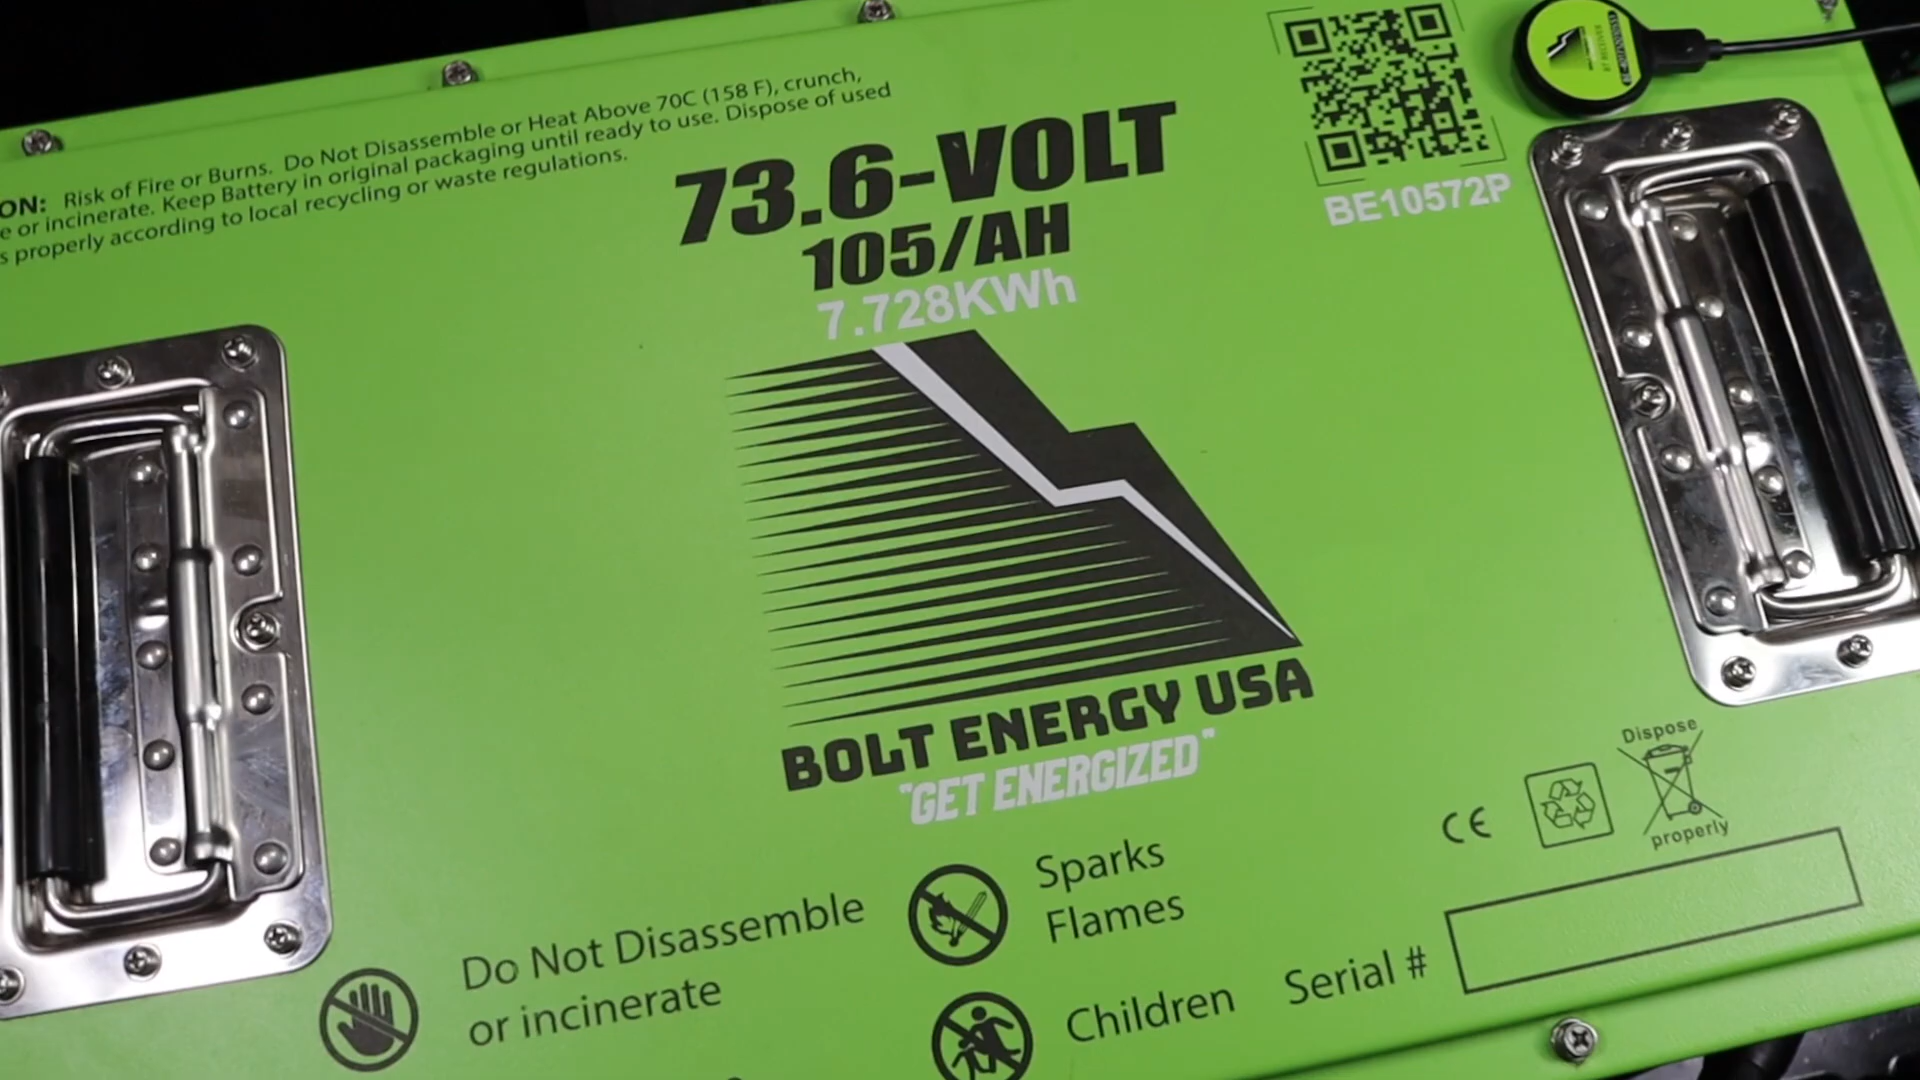 ON: Risk of Fire or Burns. Do Not Disassemble or Heat Above 70C (158 F), crunch,
e or incinerate. Keep Battery in original packaging until ready to use. Dispose of used
s properly according to local recycling or waste regulations.
73.6-VOLT
105/AH
7.728KWh
BE10572P
BOLT ENERGY USA
"GET ENERGIZED"
Dispose
properly
CE
Do Not Disassemble
or incinerate
Sparks
Flames
Children
Serial #